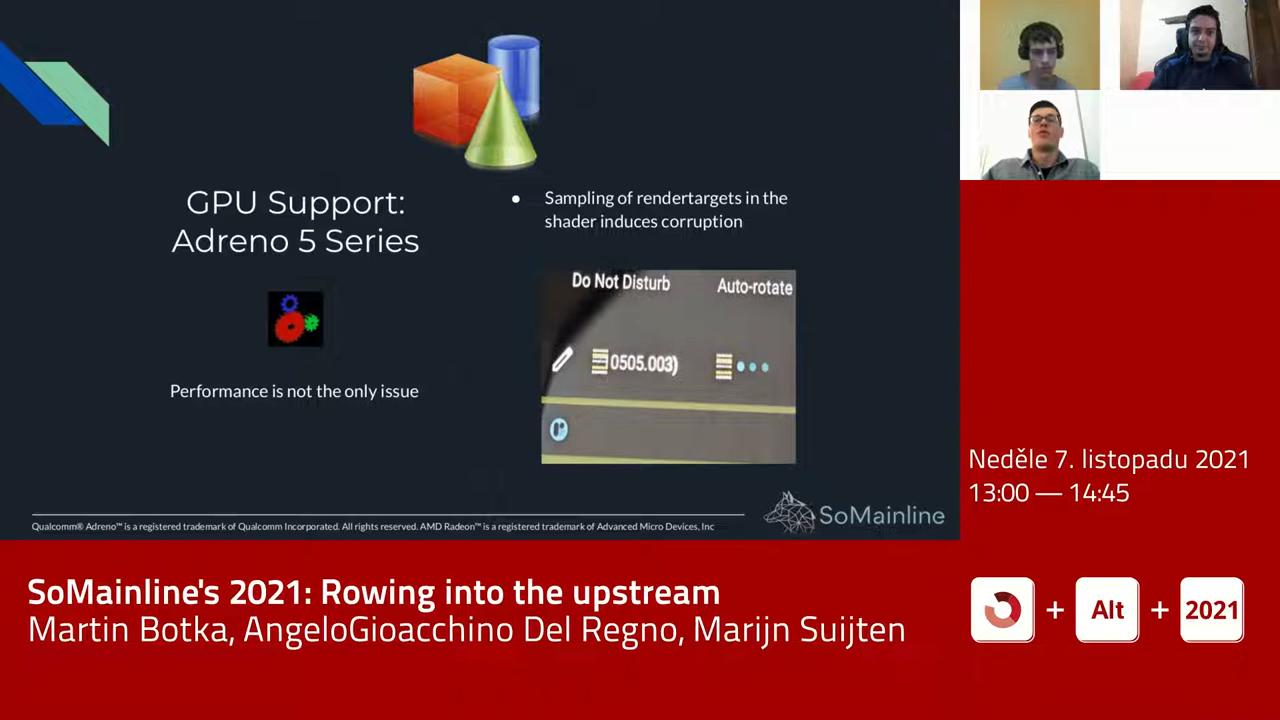 GPU Support:
Adreno 5 Series
Performance is not the only issue
Sampling of rendertargets in the
shader induces corruption
Do Not Disturb
Auto-rotate
0505.003)
Qualcomm® Adreno™ is a registered trademark of Qualcomm Incorporated. All rights reserved. AMD Radeon™ is a registered trademark of Advanced Micro Devices, Inc
SoMainline
Neděle 7. listopadu 2021
13:00 — 14:45
SoMainline's 2021: Rowing into the upstream
Martin Botka, AngeloGioacchino Del Regno, Marijn Suijten
+ Alt + 2021